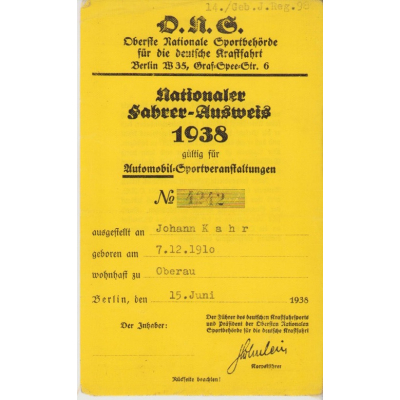 14./Geb.J.Reg.90
O.N.S.
Oberste Nationale Sportbehörde
für die deutsche Kraftfahrt
Berlin W 35, Graf-Spee-Str. 6
Nationaler
Fahrer-Ausweis
1938
gültig für
Automobil-Sportveranstaltungen
No 4242
ausgestellt an Johann Kahr
geboren am 7.12.1910
wohnhaft zu Oberau
Berlin, den 15.Juni 1938
Der Führer des deutschen Kraftfahrsports
und Präsident der Obersten Nationalen
Sportbehörde für die deutsche Kraftfahrt
Der Inhaber:
Korpsführer
Rückseite beachten!